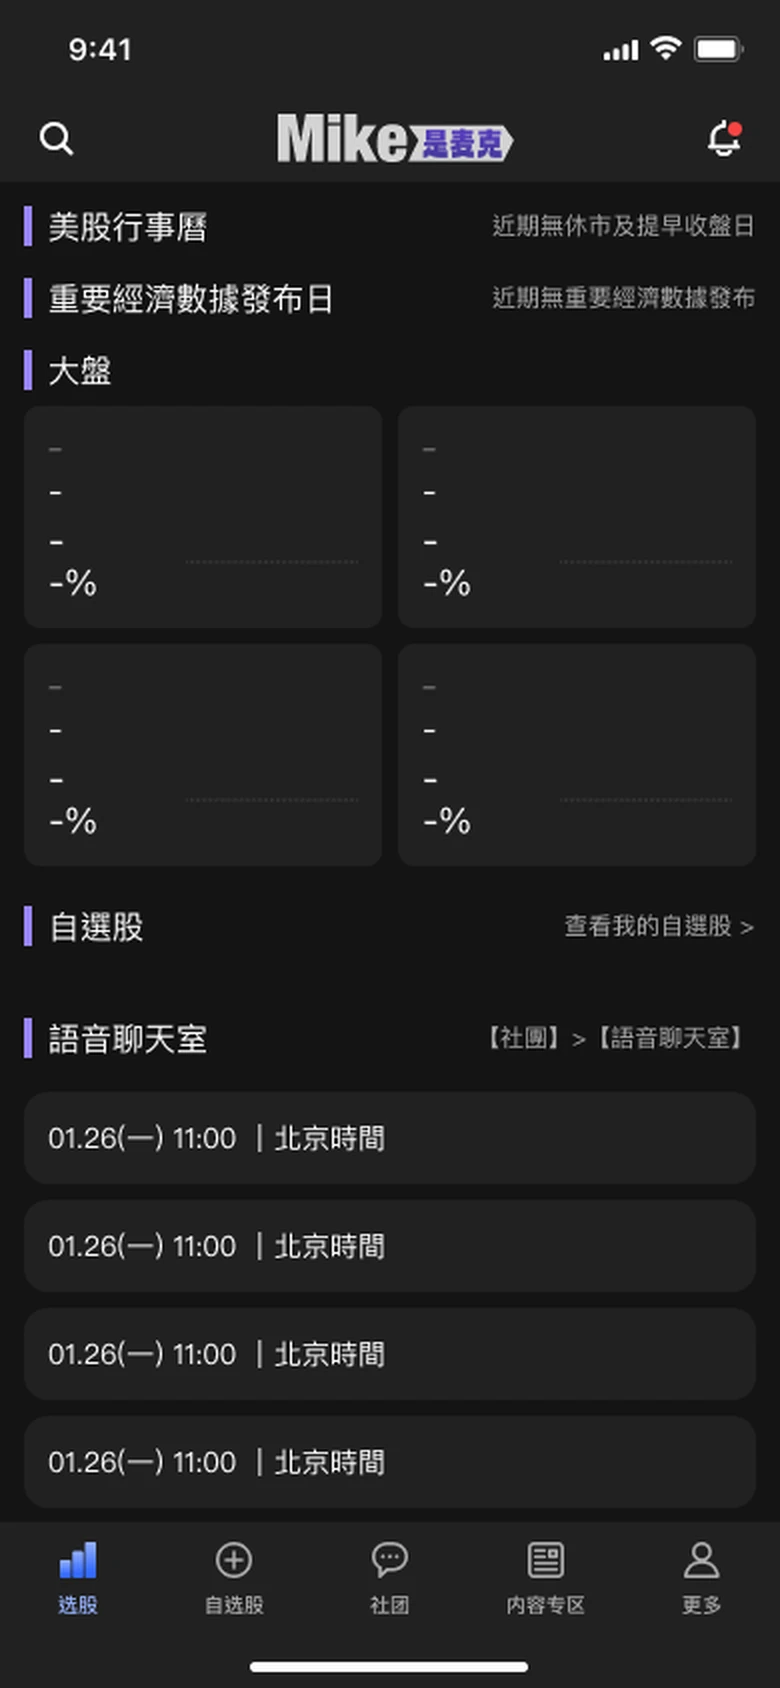 9:41
Mike是麦克
美股行事曆
近期無休市及提早收盤日
重要經濟數據發布日
近期無重要經濟數據發布
大盤
-
-
-
-%
-
-
-
-%
-
-
-
-%
-
-
-
-%
自選股
查看我的自選股 >
語音聊天室
【社團】>【語音聊天室】
01.26(一) 11:00 | 北京時間
01.26(一) 11:00 | 北京時間
01.26(一) 11:00 | 北京時間
01.26(一) 11:00 | 北京時間
选股
自选股
社团
内容专区
更多